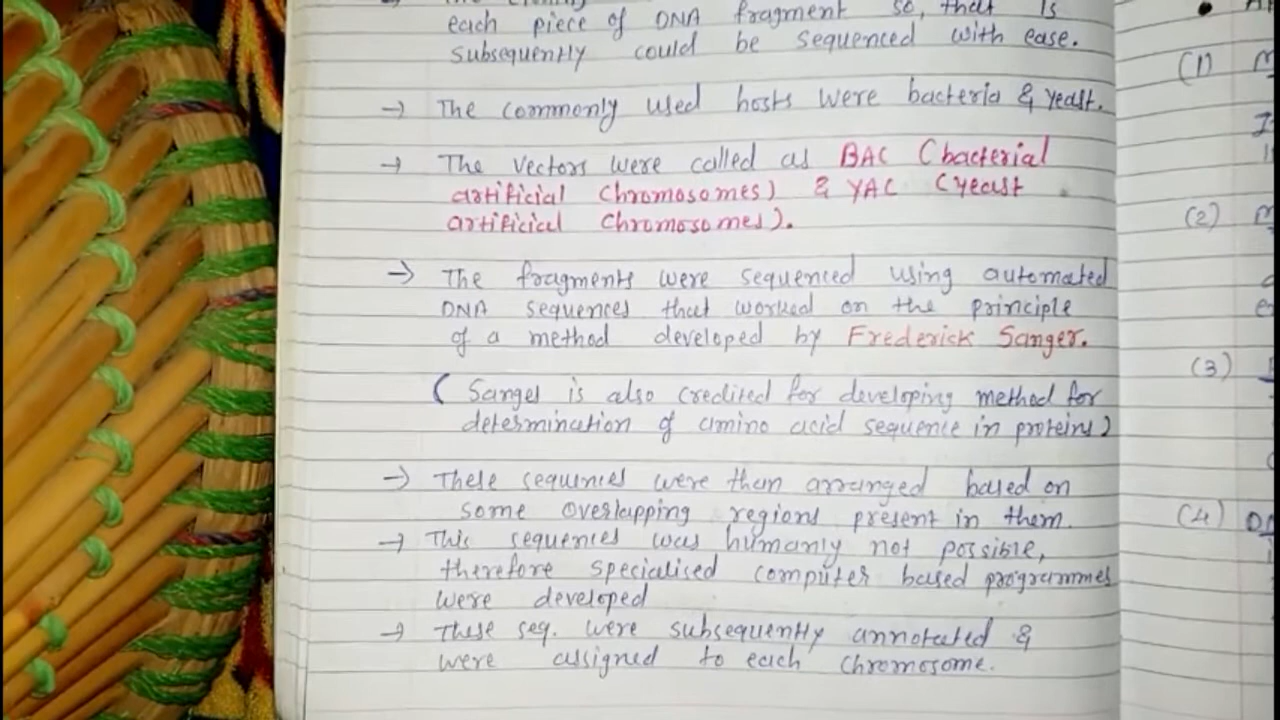 each piece of DNA fragment so, that is
subsequently could be sequenced with ease.
→ The commonly used hosts were bacteria & yeast.
→ The vectors were called as BAC (bacterial
artificial chromosomes) & YAC (yeast
artificial chromosomes).
→ The fragments were sequenced using automated
DNA sequences that worked on the principle
of a method developed by Frederick Sanger.
( Sanger is also credited for developing method for
determination of amino acid sequence in proteins)
→ These sequences were then arranged based on
some overlapping regions present in them.
→ This sequences was humanly not possible,
therefore specialised computer based programmes
were developed
→ These seq. were subsequently annotated &
were assigned to each chromosome.
(1)
(2)
(3)
(4)